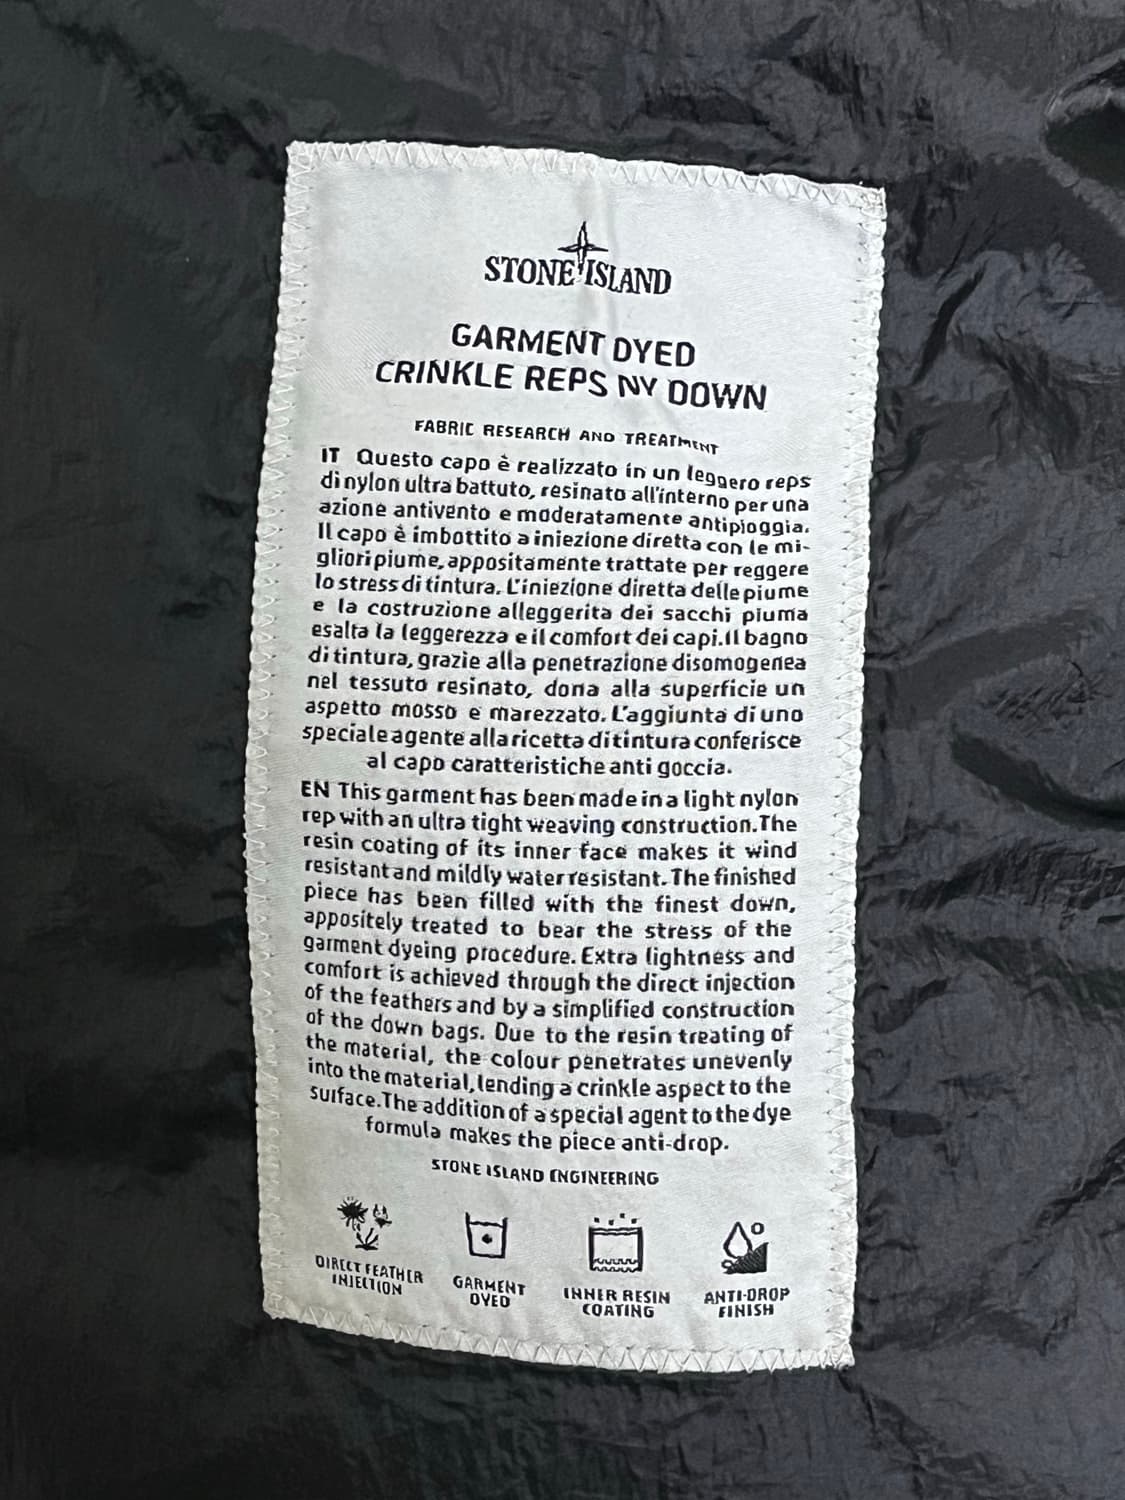 STONE ISLAND
GARMENT DYED
CRINKLE REPS NY DOWN
FABRIC RESEARCH AND TREATMENT
IT Questo capo è realizzato in un leggero reps
di nylon ultra battuto, resinato all'interno per una
azione antivento e moderatamente antipioggia.
Il capo è imbottito a iniezione diretta con le mi-
gliori piume, appositamente trattate per reggere
lo stress di tintura. L'iniezione diretta delle piume
e la costruzione alleggerita dei sacchi piuma
esalta la leggerezza e il comfort dei capi. Il bagno
di tintura, grazie alla penetrazione disomogenea
nel tessuto resinato, dona alla superficie un
aspetto mosso e marezzato. L'aggiunta di uno
speciale agente alla ricetta di tintura conferisce
al capo caratteristiche anti goccia.
EN This garment has been made in a light nylon
rep with an ultra tight weaving construction. The
resin coating of its inner face makes it wind
resistant and mildly water resistant. The finished
piece has been filled with the finest down,
appositely treated to bear the stress of the
garment dyeing procedure. Extra lightness and
comfort is achieved through the direct injection
of the feathers and by a simplified construction
of the down bags. Due to the resin treating of
the material, the colour penetrates unevenly
into the material, lending a crinkle aspect to the
surface. The addition of a special agent to the dye
formula makes the piece anti-drop.
STONE ISLAND ENGINEERING
DIRECT FEATHER
INJECTION
GARMENT
DYED
INNER RESIN
COATING
ANTI-DROP
FINISH